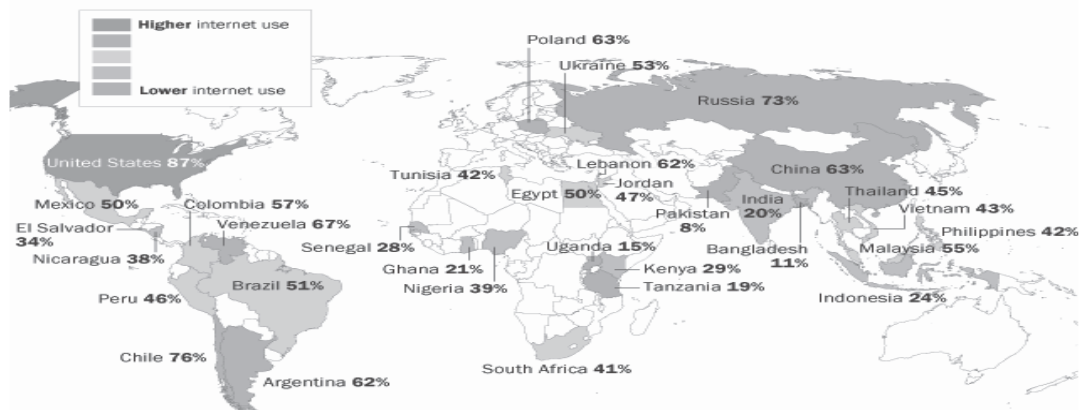 Higher internet use
Lower internet use
Poland 63%
Ukraine 53%
Russia 73%
United States 87%
Lebanon 62%
China 63%
Tunisia 42%
Jordan
47%
Egypt 50%
Thailand 45%
India
20%
Mexico 50%
Colombia 57%
Pakistan
8%
Vietnam 43%
Venezuela 67%
El Salvador
34%
Philippines 42%
Senegal 28%
Uganda 15%
Bangladesh
11%
Malaysia 55%
Nicaragua 38%
Ghana 21%
Kenya 29%
Nigeria 39%
Tanzania 19%
Brazil 51%
Peru 46%
Indonesia 24%
Chile 76%
South Africa 41%
Argentina 62%